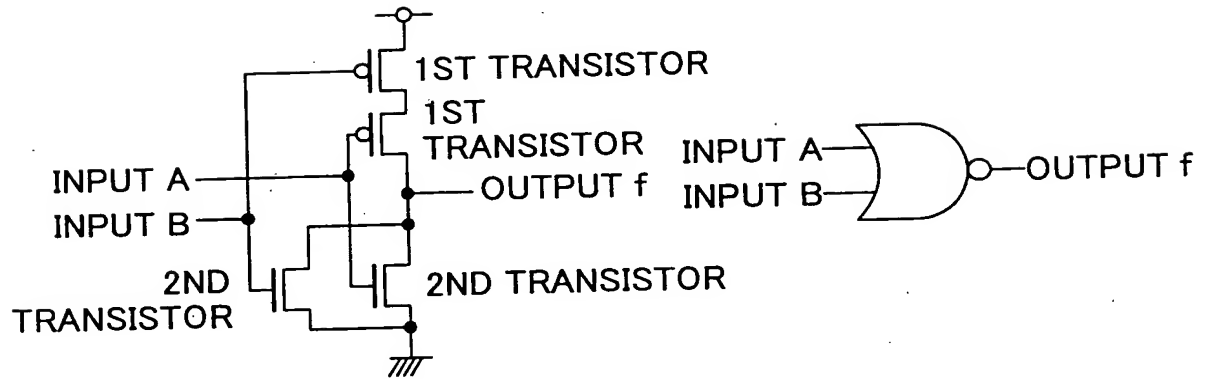 1ST TRANSISTOR
1ST
TRANSISTOR
INPUT A
OUTPUT f
INPUT B
2ND
TRANSISTOR
2ND TRANSISTOR
INPUT A
INPUT B
OUTPUT f